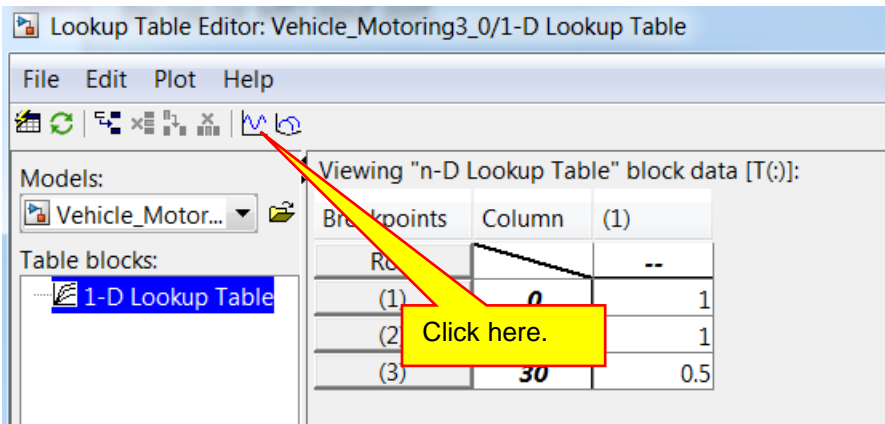 Lookup Table Editor: Vehicle_Motoring3_0/1-D Lookup Table
File Edit Plot Help
Models:
Vehicle_Motor...
Table blocks:
1-D Lookup Table
Viewing "n-D Lookup Table" block data [T(:)]:
Breakpoints Column (1)
--
(1) 0 1
(2) 1
(3) 30 0.5
Click here.